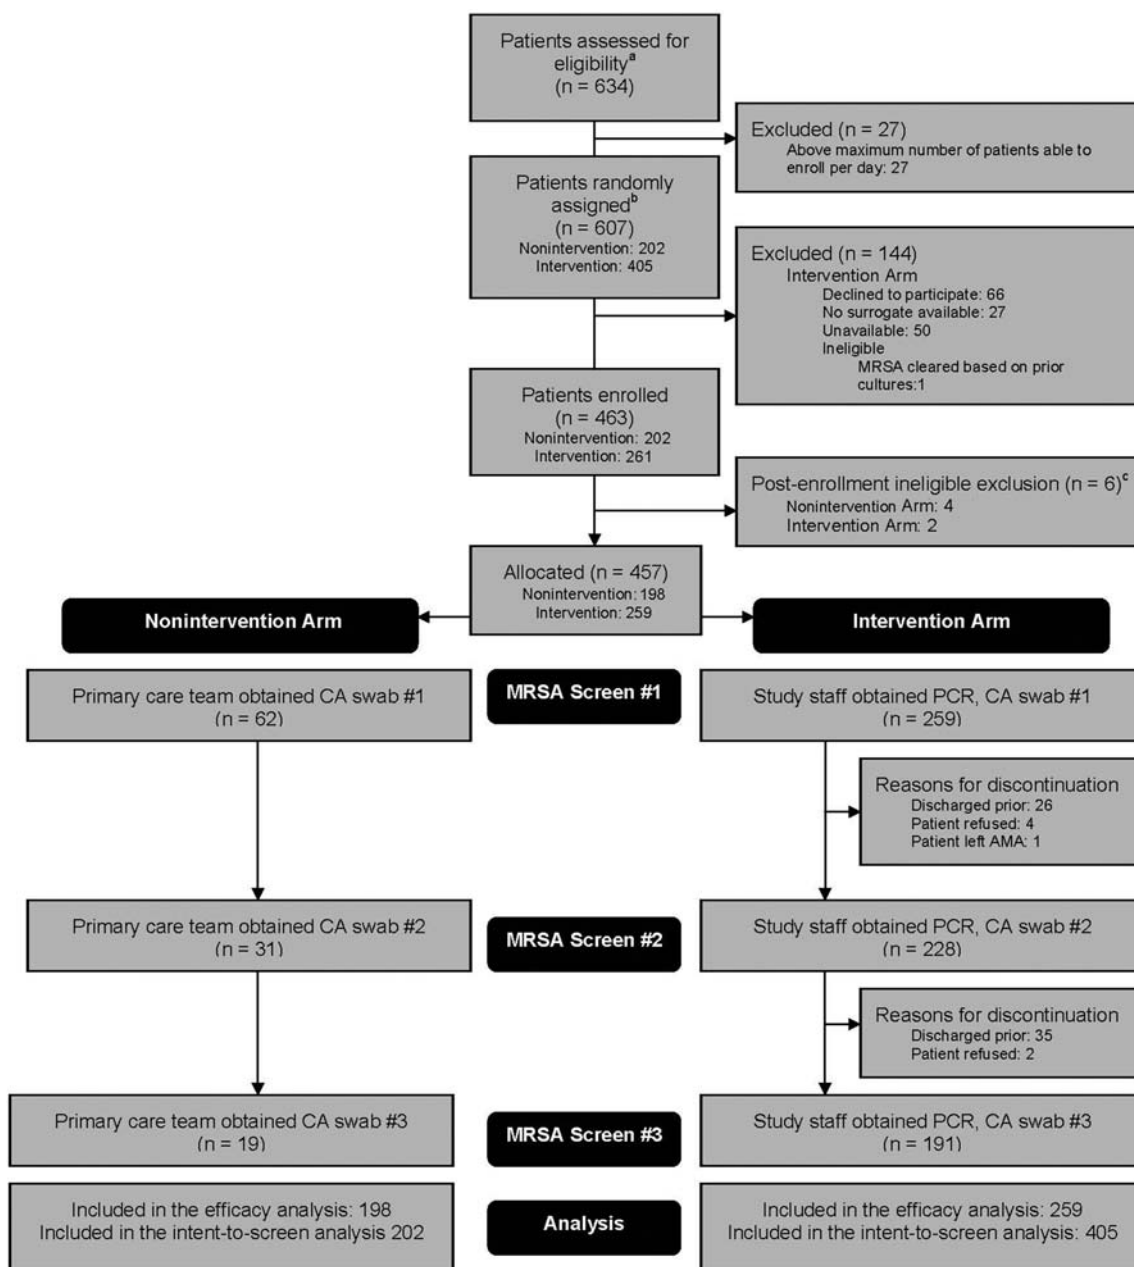 Patients assessed for
eligibility^a
(n = 634)
Excluded (n = 27)
Above maximum number of patients able to
enroll per day: 27
Patients randomly
assigned^b
(n = 607)
Nonintervention: 202
Intervention: 405
Excluded (n = 144)
Intervention Arm
Declined to participate: 66
No surrogate available: 27
Unavailable: 50
Ineligible
MRSA cleared based on prior
cultures:1
Patients enrolled
(n = 463)
Nonintervention: 202
Intervention: 261
Post-enrollment ineligible exclusion (n = 6)^c
Nonintervention Arm: 4
Intervention Arm: 2
Allocated (n = 457)
Nonintervention: 198
Intervention: 259
Nonintervention Arm
Intervention Arm
Primary care team obtained CA swab #1
(n = 62)
MRSA Screen #1
Study staff obtained PCR, CA swab #1
(n = 259)
Reasons for discontinuation
Discharged prior: 26
Patient refused: 4
Patient left AMA: 1
Primary care team obtained CA swab #2
(n = 31)
MRSA Screen #2
Study staff obtained PCR, CA swab #2
(n = 228)
Reasons for discontinuation
Discharged prior: 35
Patient refused: 2
Primary care team obtained CA swab #3
(n = 19)
MRSA Screen #3
Study staff obtained PCR, CA swab #3
(n = 191)
Included in the efficacy analysis: 198
Included in the intent-to-screen analysis 202
Analysis
Included in the efficacy analysis: 259
Included in the intent-to-screen analysis: 405